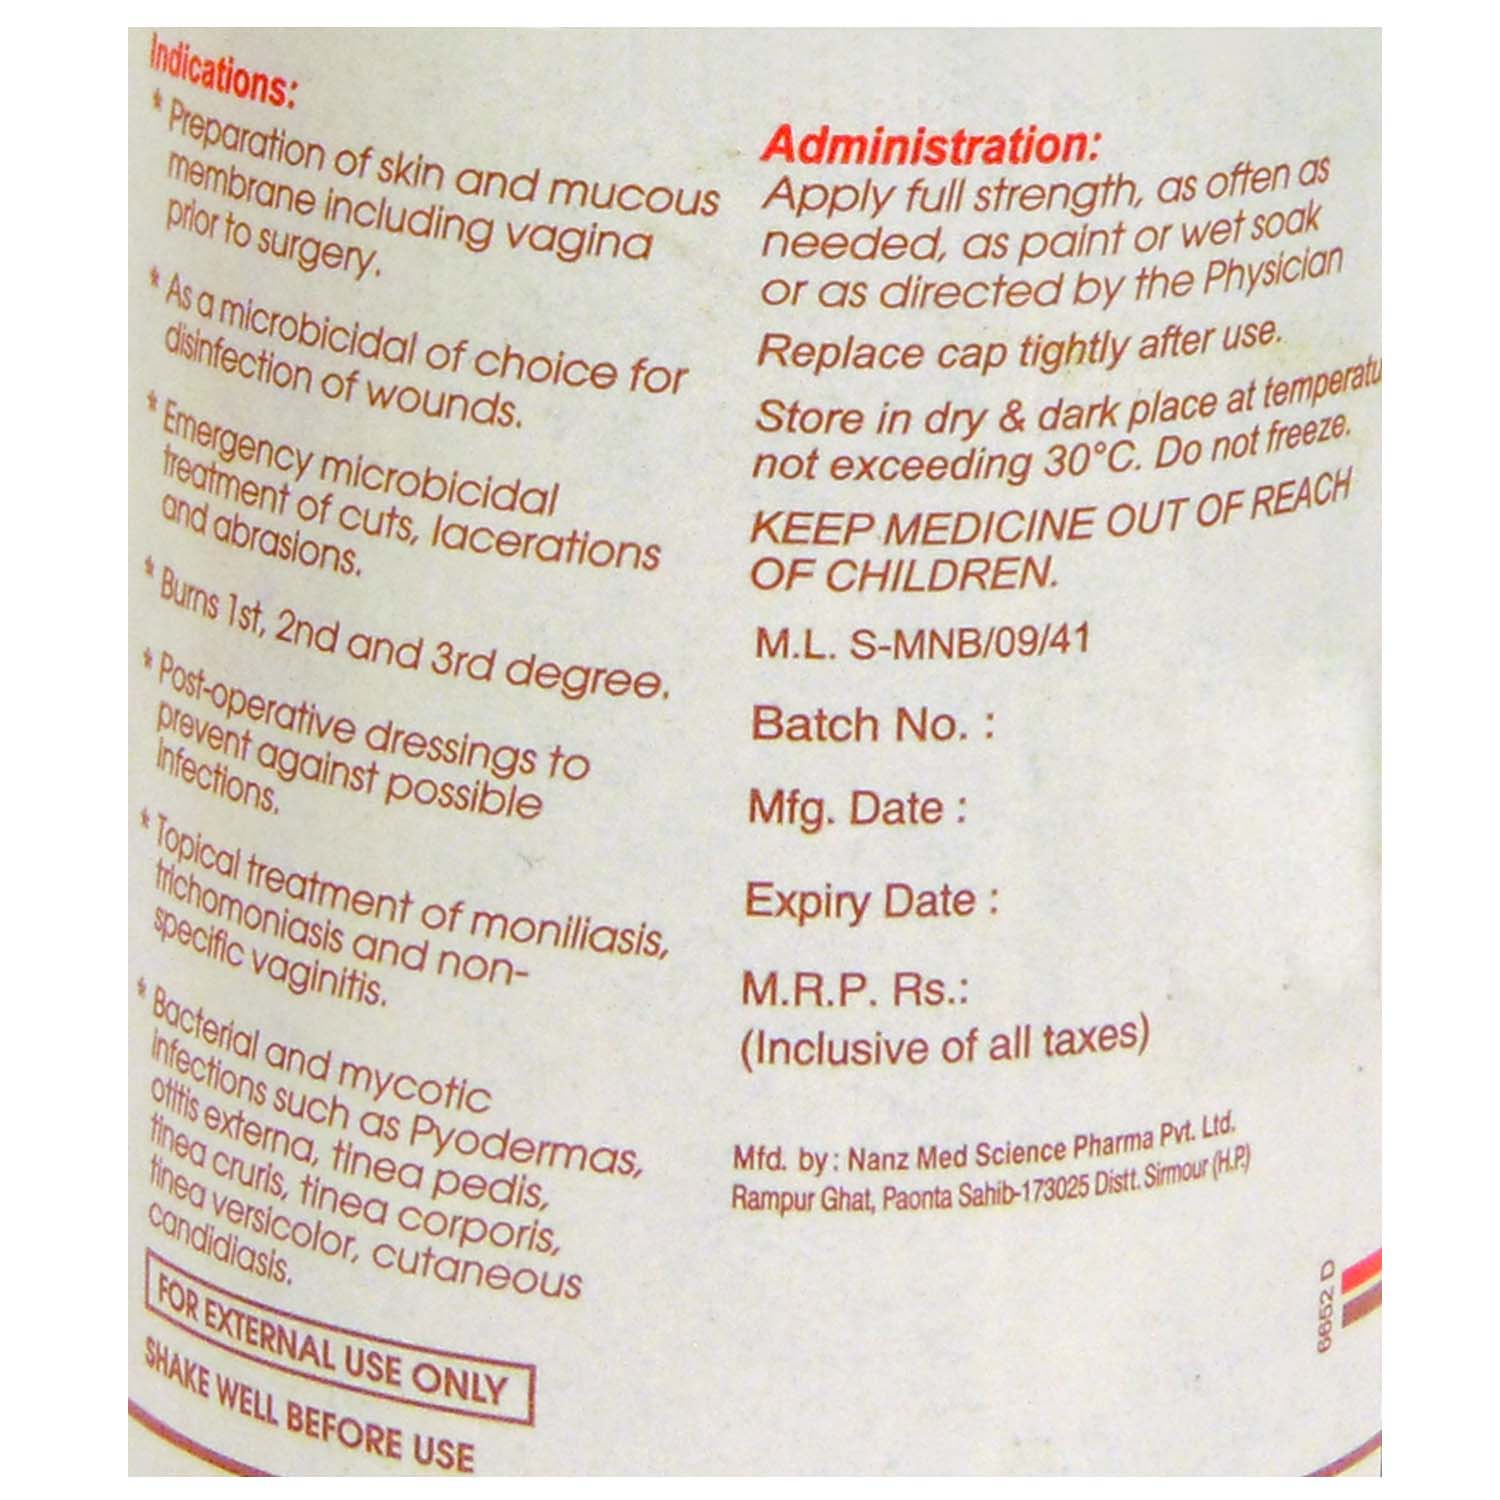 Indications:
* Preparation of skin and mucous
membrane including vagina
prior to surgery.
* As a microbicidal of choice for
disinfection of wounds.
* Emergency microbicidal
treatment of cuts, lacerations
and abrasions.
* Burns 1st, 2nd and 3rd degree.
* Post-operative dressings to
prevent against possible
infections.
* Topical treatment of moniliasis,
trichomoniasis and non-
specific vaginitis.
* Bacterial and mycotic
infections such as Pyodermas,
otitis externa, tinea pedis,
tinea cruris, tinea corporis,
tinea versicolor, cutaneous
candidiasis.
FOR EXTERNAL USE ONLY
SHAKE WELL BEFORE USE
Administration:
Apply full strength, as often as
needed, as paint or wet soak
or as directed by the Physician
Replace cap tightly after use.
Store in dry & dark place at temperatu
not exceeding 30°C. Do not freeze.
KEEP MEDICINE OUT OF REACH
OF CHILDREN.
M.L. S-MNB/09/41
Batch No. :
Mfg. Date :
Expiry Date :
M.R.P. Rs.:
(Inclusive of all taxes)
Mfd. by : Nanz Med Science Pharma Pvt. Ltd.
Rampur Ghat, Paonta Sahib-173025 Distt. Sirmour (H.P.)
6652 D